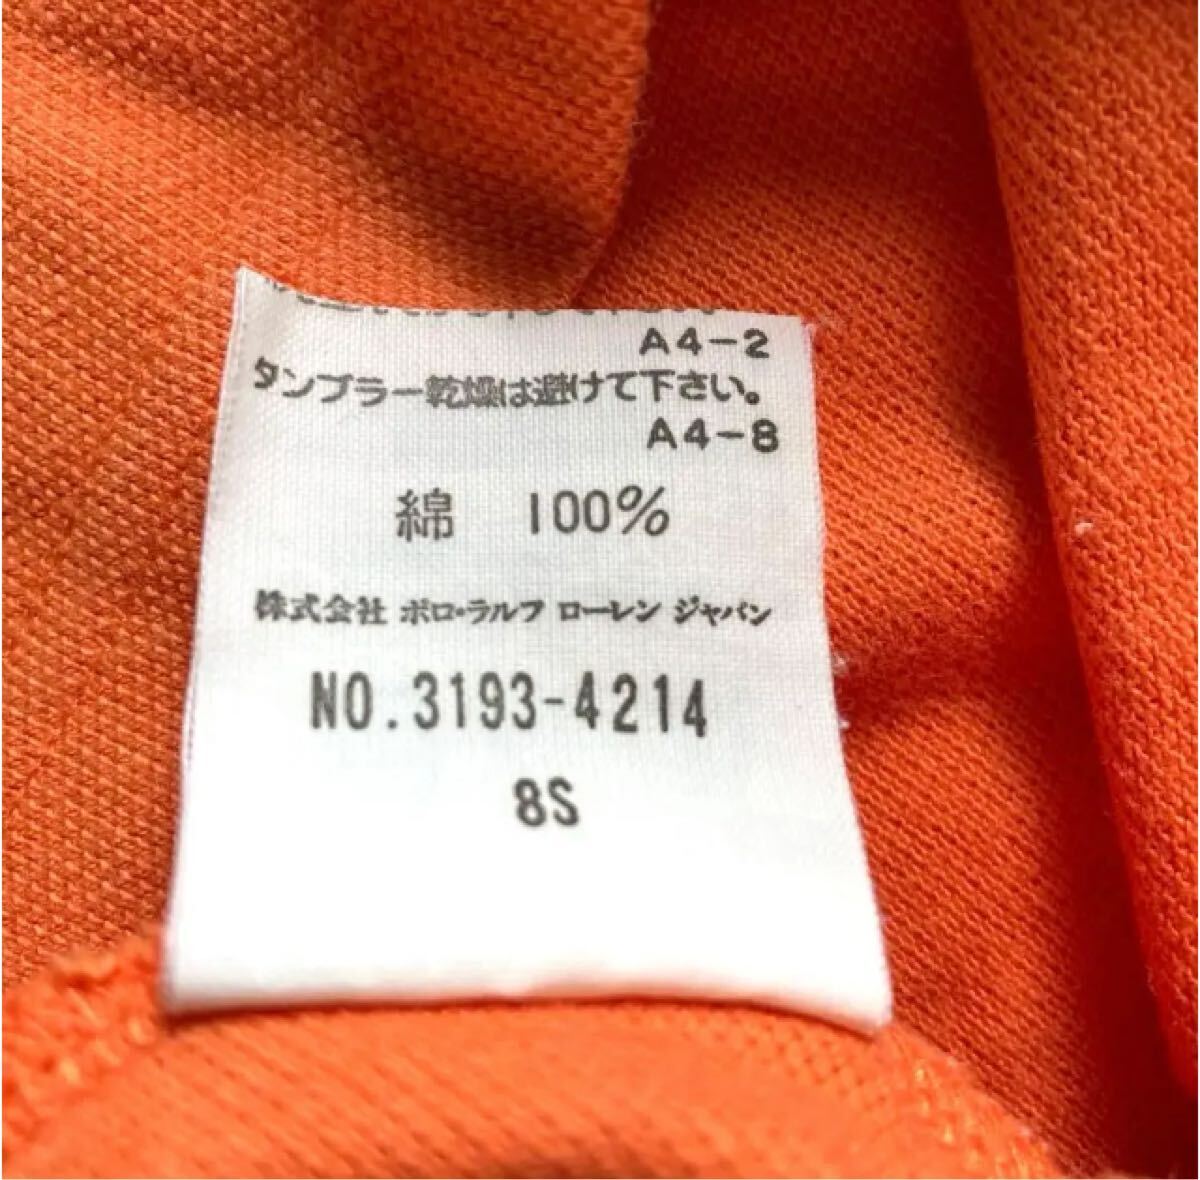 A4-2
タンブラー乾燥は避けて下さい。
A4-8
綿 100%
株式会社 ポロ・ラルフ ローレン ジャパン
NO.3193-4214
8S